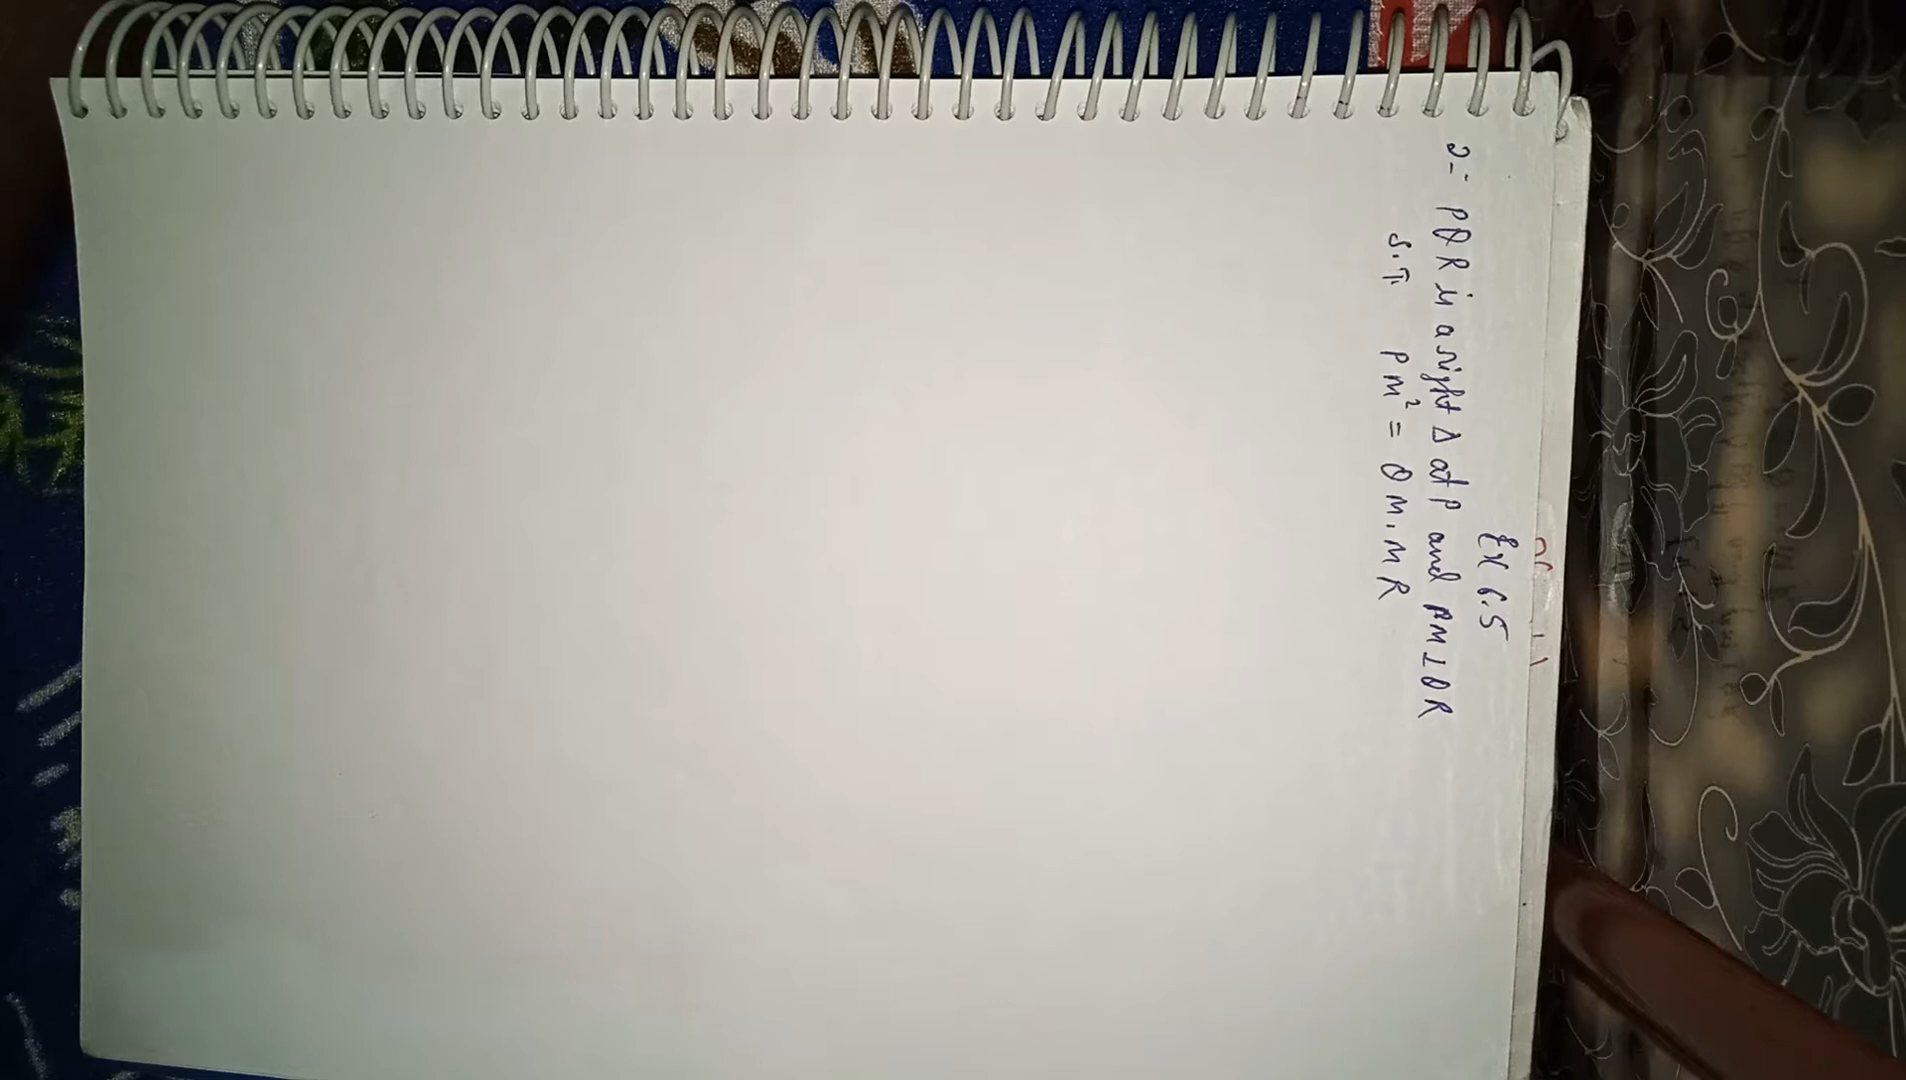 Ex 6.5
2:- PQR is a right Δ at P and PM ⊥ QR
S.T. PM² = QM.MR